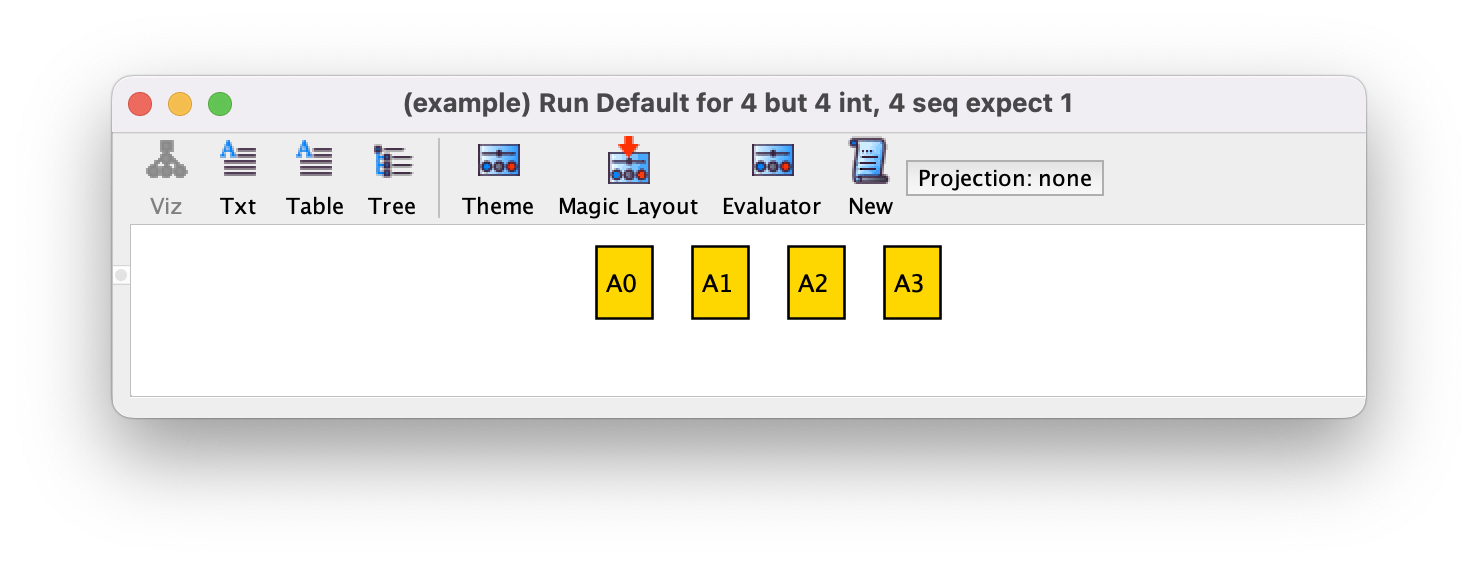 (example) Run Default for 4 but 4 int, 4 seq expect 1
Viz Txt Table Tree Theme Magic Layout Evaluator New Projection: none
A0 A1 A2 A3